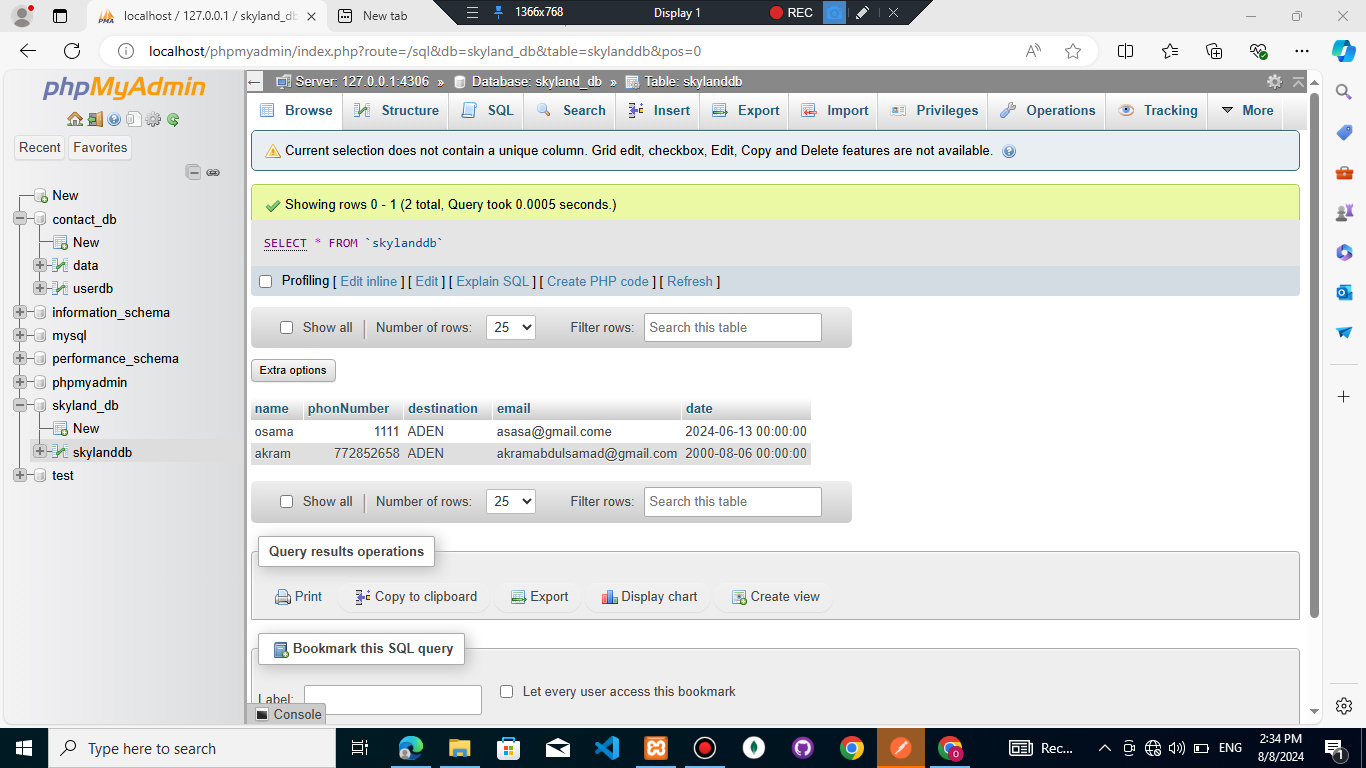 1366x768 Display 1 REC
localhost / 127.0.0.1 / skyland_db New tab
localhost/phpmyadmin/index.php?route=/sql&db=skyland_db&table=skylanddb&pos=0
phpMyAdmin
Recent Favorites
New
contact_db
New
data
userdb
information_schema
mysql
performance_schema
phpmyadmin
skyland_db
New
skylanddb
test
Server: 127.0.0.1:4306 » Database: skyland_db » Table: skylanddb
Browse Structure SQL Search Insert Export Import Privileges Operations Tracking More
Current selection does not contain a unique column. Grid edit, checkbox, Edit, Copy and Delete features are not available.
Showing rows 0 - 1 (2 total, Query took 0.0005 seconds.)
SELECT * FROM `skylanddb`
Profiling [ Edit inline ] [ Edit ] [ Explain SQL ] [ Create PHP code ] [ Refresh ]
Show all Number of rows: 25 Filter rows: Search this table
Extra options
name phonNumber destination email date
osama 1111 ADEN asasa@gmail.come 2024-06-13 00:00:00
akram 772852658 ADEN akramabdulsamad@gmail.com 2000-08-06 00:00:00
Show all Number of rows: 25 Filter rows: Search this table
Query results operations
Print Copy to clipboard Export Display chart Create view
Bookmark this SQL query
Label: Let every user access this bookmark
Console
Type here to search Rec... ENG 2:34 PM
8/8/2024 1